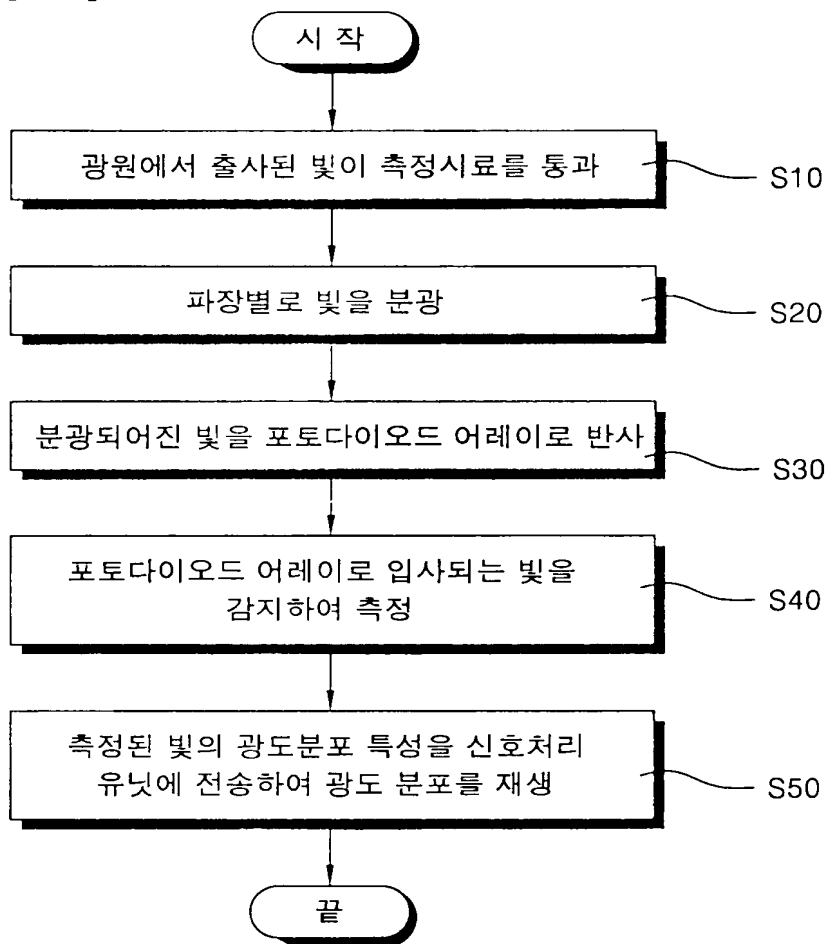 시 작
광원에서 출사된 빛이 측정시료를 통과
S10
파장별로 빛을 분광
S20
분광되어진 빛을 포토다이오드 어레이로 반사
S30
포토다이오드 어레이로 입사되는 빛을
감지하여 측정
S40
측정된 빛의 광도분포 특성을 신호처리
유닛에 전송하여 광도 분포를 재생
S50
끝